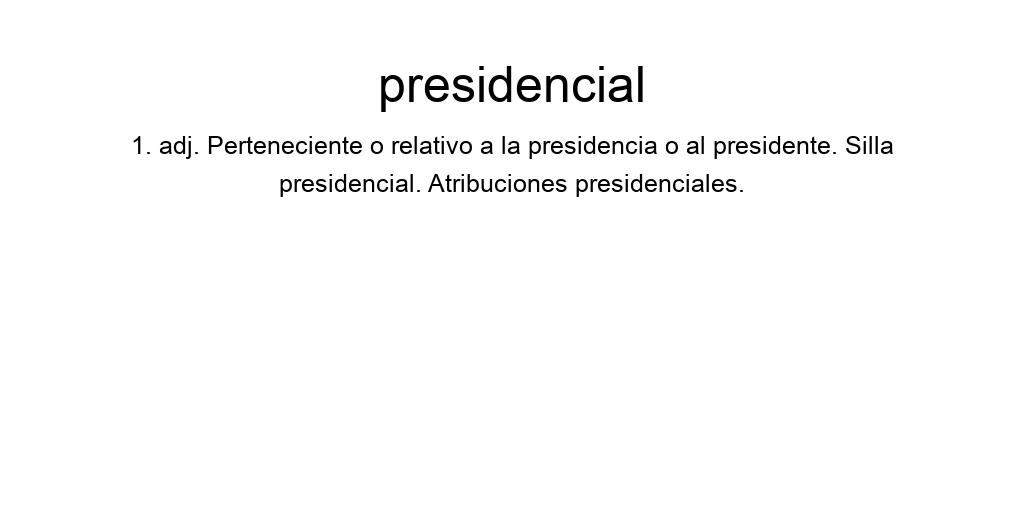 presidencial
1. adj. Perteneciente o relativo a la presidencia o al presidente. Silla
presidencial. Atribuciones presidenciales.